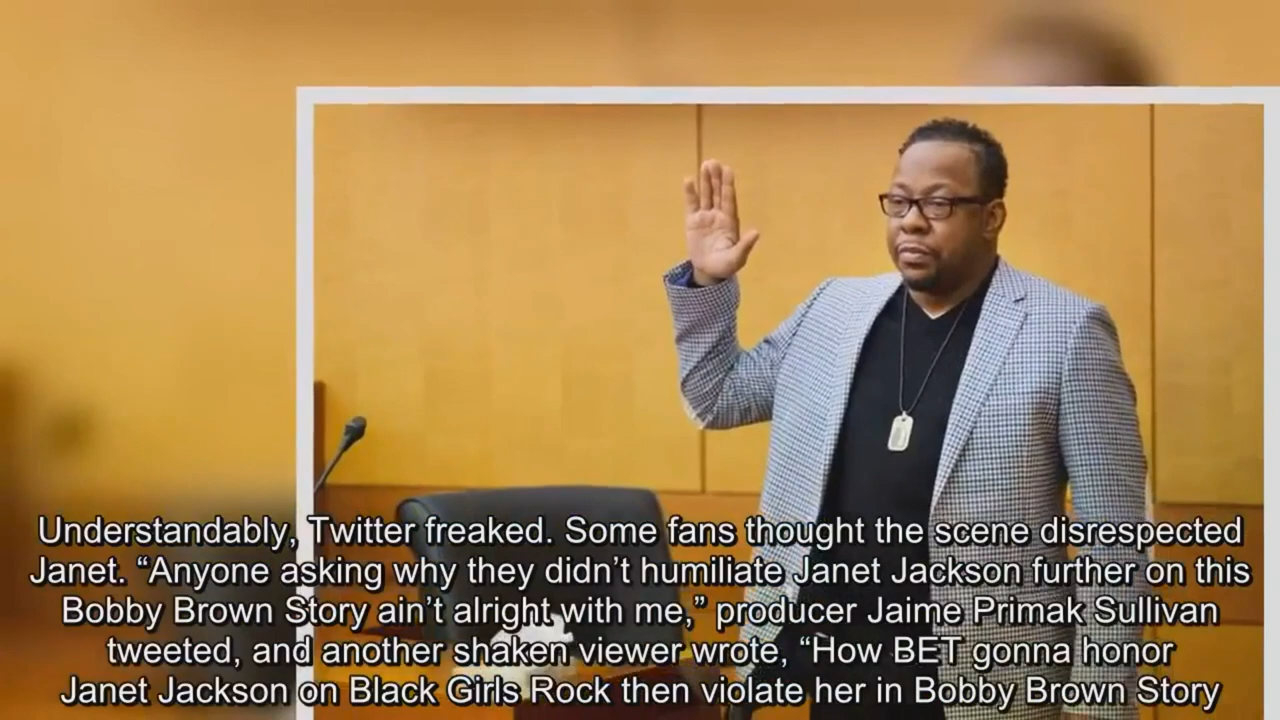 Understandably, Twitter freaked. Some fans thought the scene disrespected
Janet. “Anyone asking why they didn’t humiliate Janet Jackson further on this
Bobby Brown Story ain’t alright with me,” producer Jaime Primak Sullivan
tweeted, and another shaken viewer wrote, “How BET gonna honor
Janet Jackson on Black Girls Rock then violate her in Bobby Brown Story